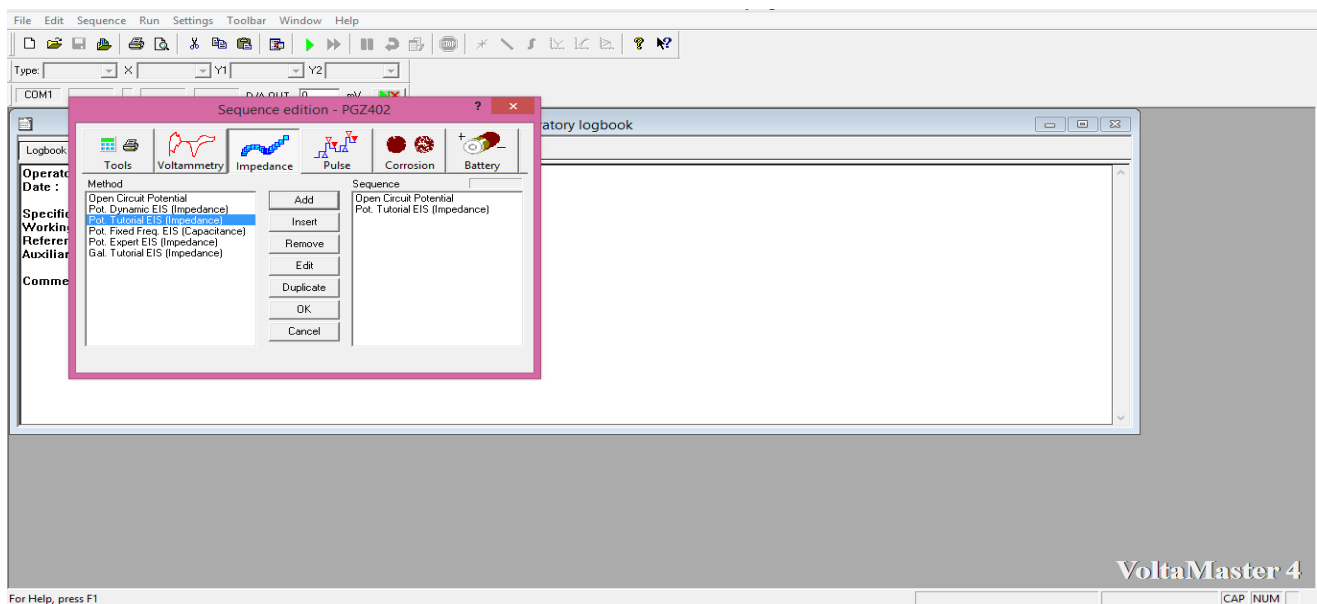 File Edit Sequence Run Settings Toolbar Window Help
STOP
Type: X Y1 Y2
COM1 D/A OUT 0 mV
Sequence edition - PGZ402 ? ×
atory logbook
Logbook
Tools Voltammetry Impedance Pulse Corrosion Battery
Operato
Date :
Specific
Working
Referen
Auxiliar
Comme
Method
Open Circuit Potential
Pot. Dynamic EIS (Impedance)
Pot. Tutorial EIS (Impedance)
Pot. Fixed Freq. EIS (Capacitance)
Pot. Expert EIS (Impedance)
Gal. Tutorial EIS (Impedance)
Add
Insert
Remove
Edit
Duplicate
OK
Cancel
Sequence
Open Circuit Potential
Pot. Tutorial EIS (Impedance)
VoltaMaster 4
For Help, press F1 CAP NUM